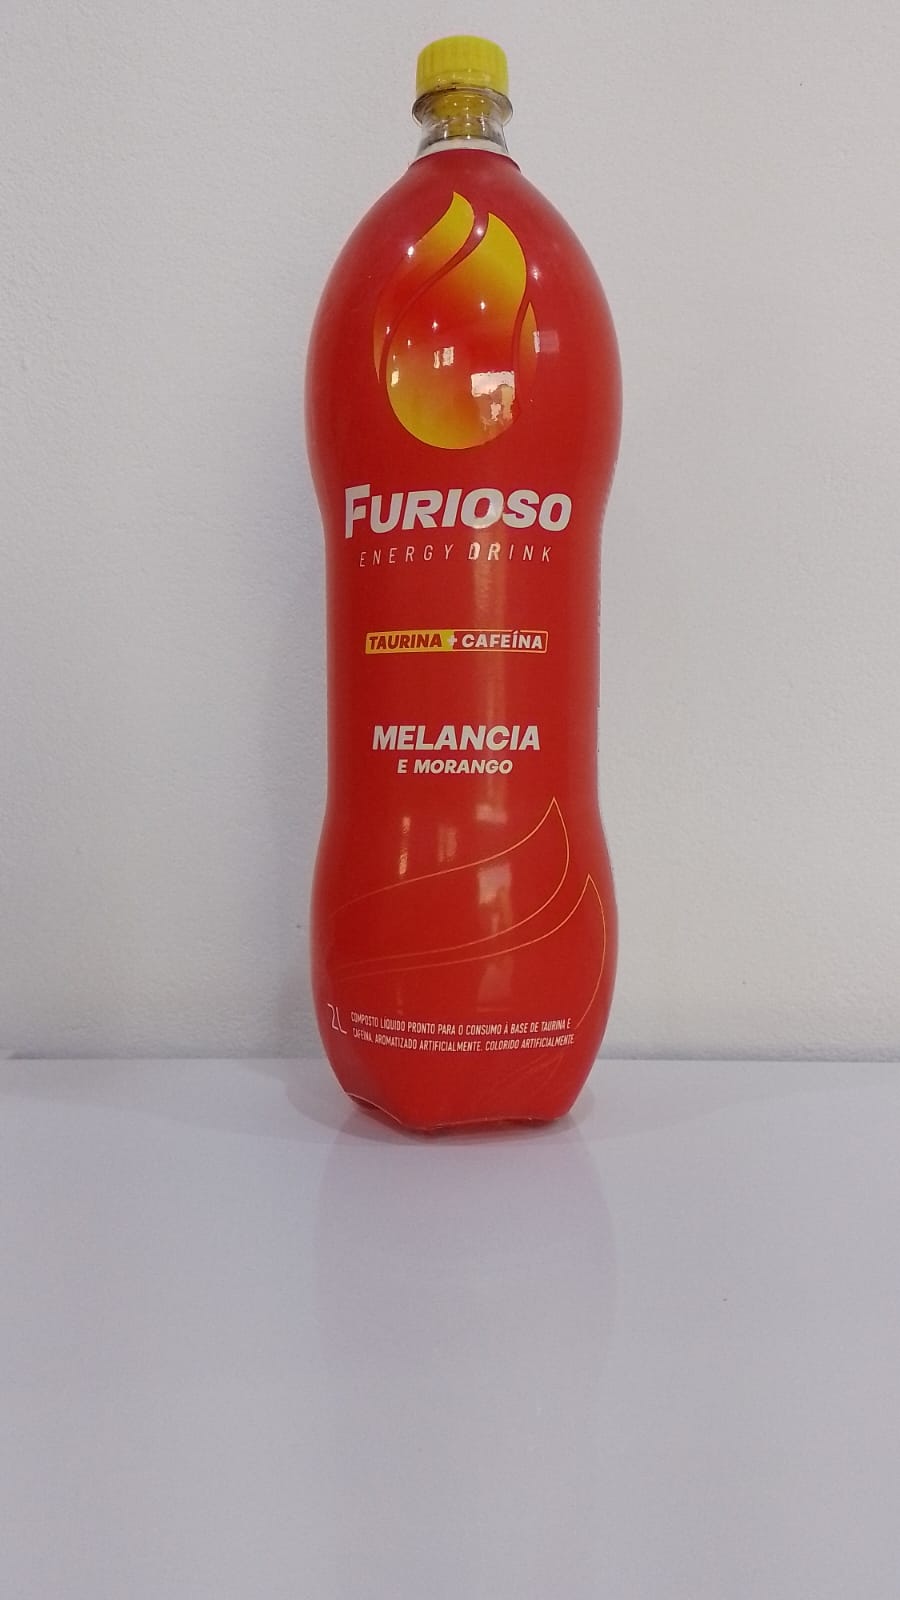 FURIOSO
ENERGY DRINK
TAURINA + CAFEÍNA
MELANCIA
E MORANGO
2L
COMPOSTO LÍQUIDO PRONTO PARA O CONSUMO À BASE DE TAURINA E
CAFEÍNA, AROMATIZADO ARTIFICIALMENTE. COLORIDO ARTIFICIALMENTE.